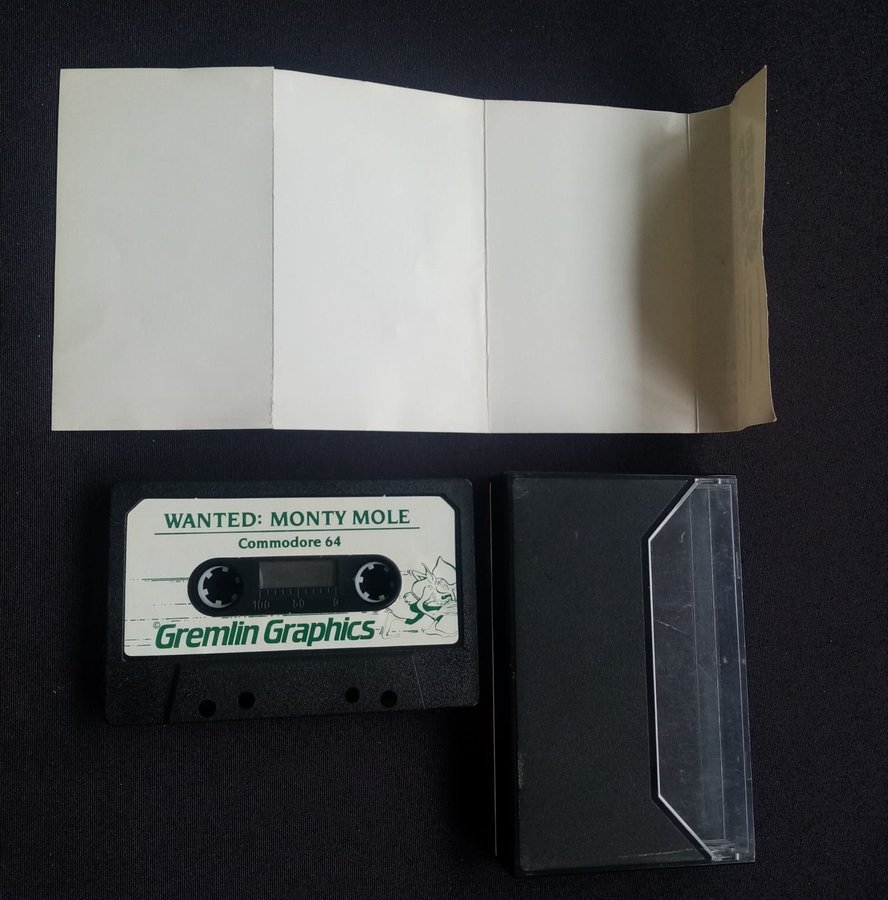 WANTED: MONTY MOLE
Commodore 64
100 50 0
©Gremlin Graphics